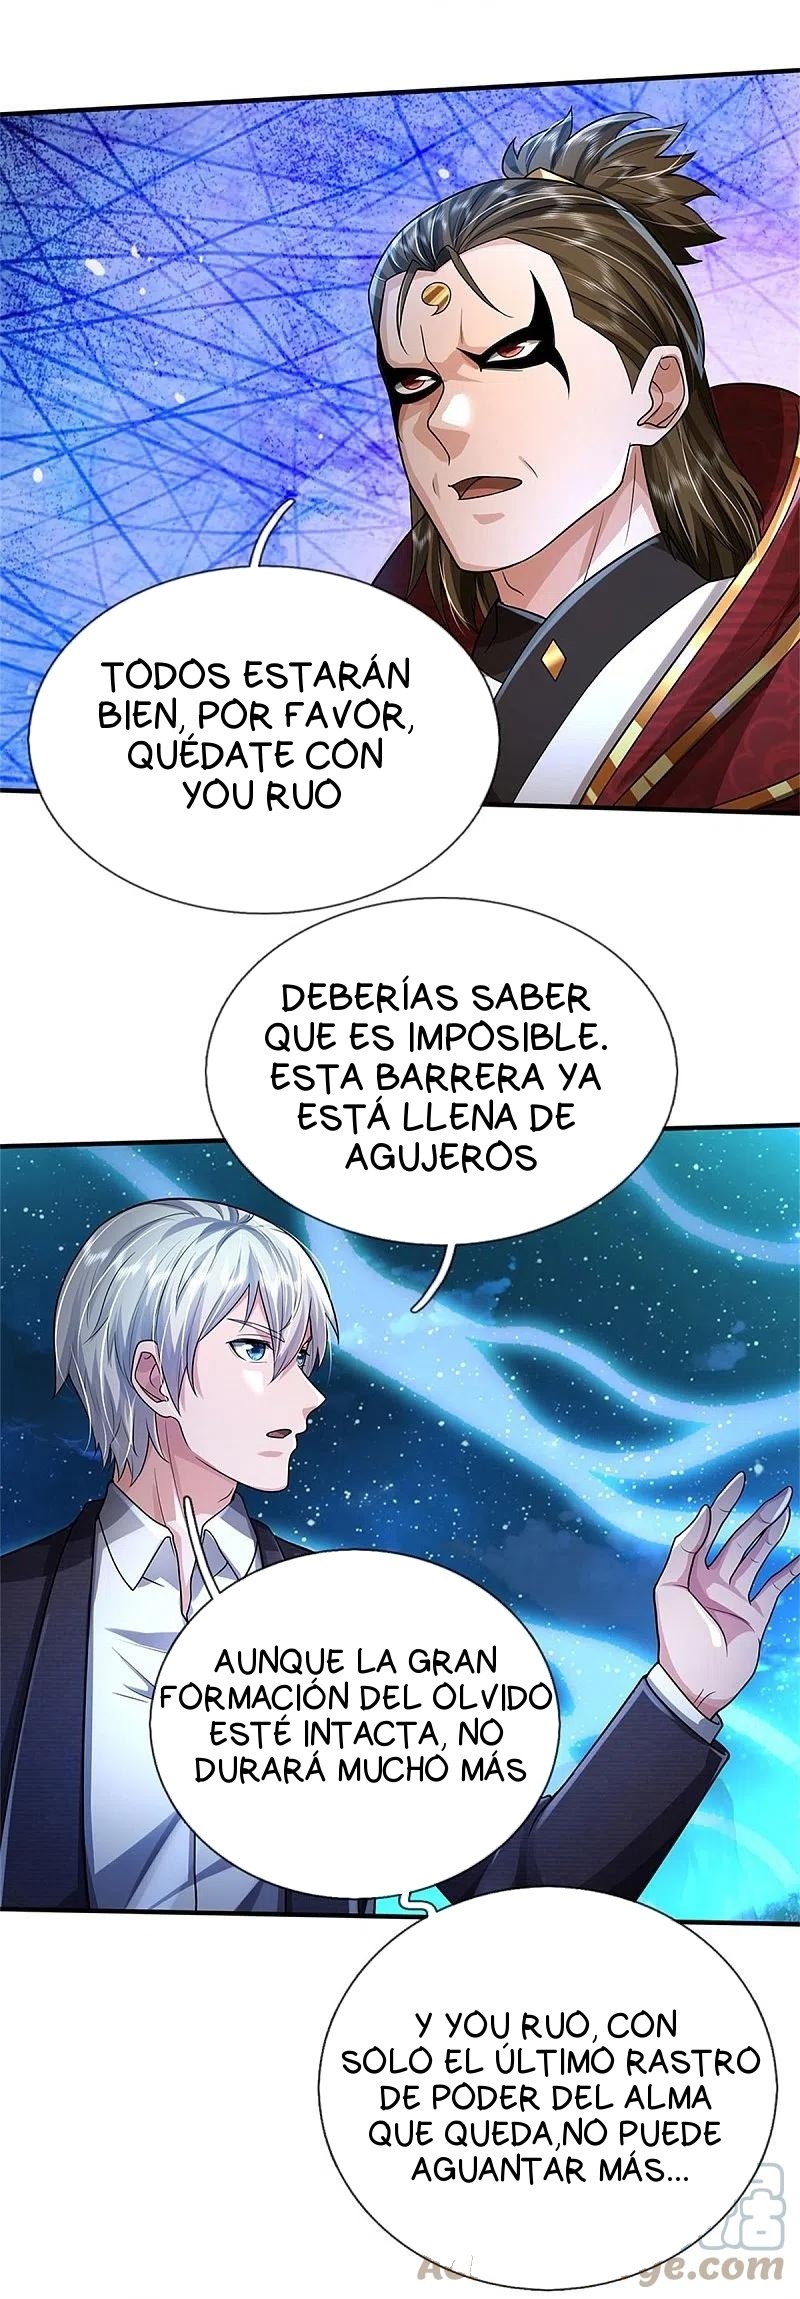 TODOS ESTARÁN
BIEN, POR FAVOR,
QUÉDATE CON
YOU RUO
DEBERÍAS SABER
QUE ES IMPOSIBLE.
ESTA BARRERA YA
ESTÁ LLENA DE
AGUJEROS
AUNQUE LA GRAN
FORMACIÓN DEL OLVIDO
ESTÉ INTACTA, NO
DURARÁ MUCHO MÁS
Y YOU RUO, CON
SOLO EL ÚLTIMO RASTRO
DE PODER DEL ALMA
QUE QUEDA,NO PUEDE
AGUANTAR MÁS...
ge.com